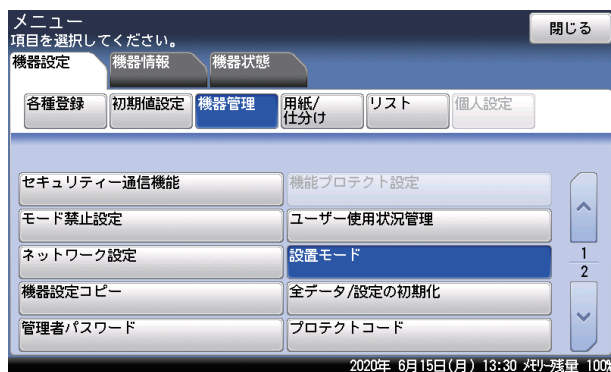 メニュー
項目を選択してください。
閉じる
機器設定
機器情報
機器状態
各種登録
初期値設定
機器管理
用紙/
仕分け
リスト
個人設定
セキュリティー通信機能
機能プロテクト設定
モード禁止設定
ユーザー使用状況管理
ネットワーク設定
設置モード
機器設定コピー
全データ/設定の初期化
管理者パスワード
プロテクトコード
1
2
2020年 6月15日(月) 13:30 ﾒﾓﾘｰ残量 100%